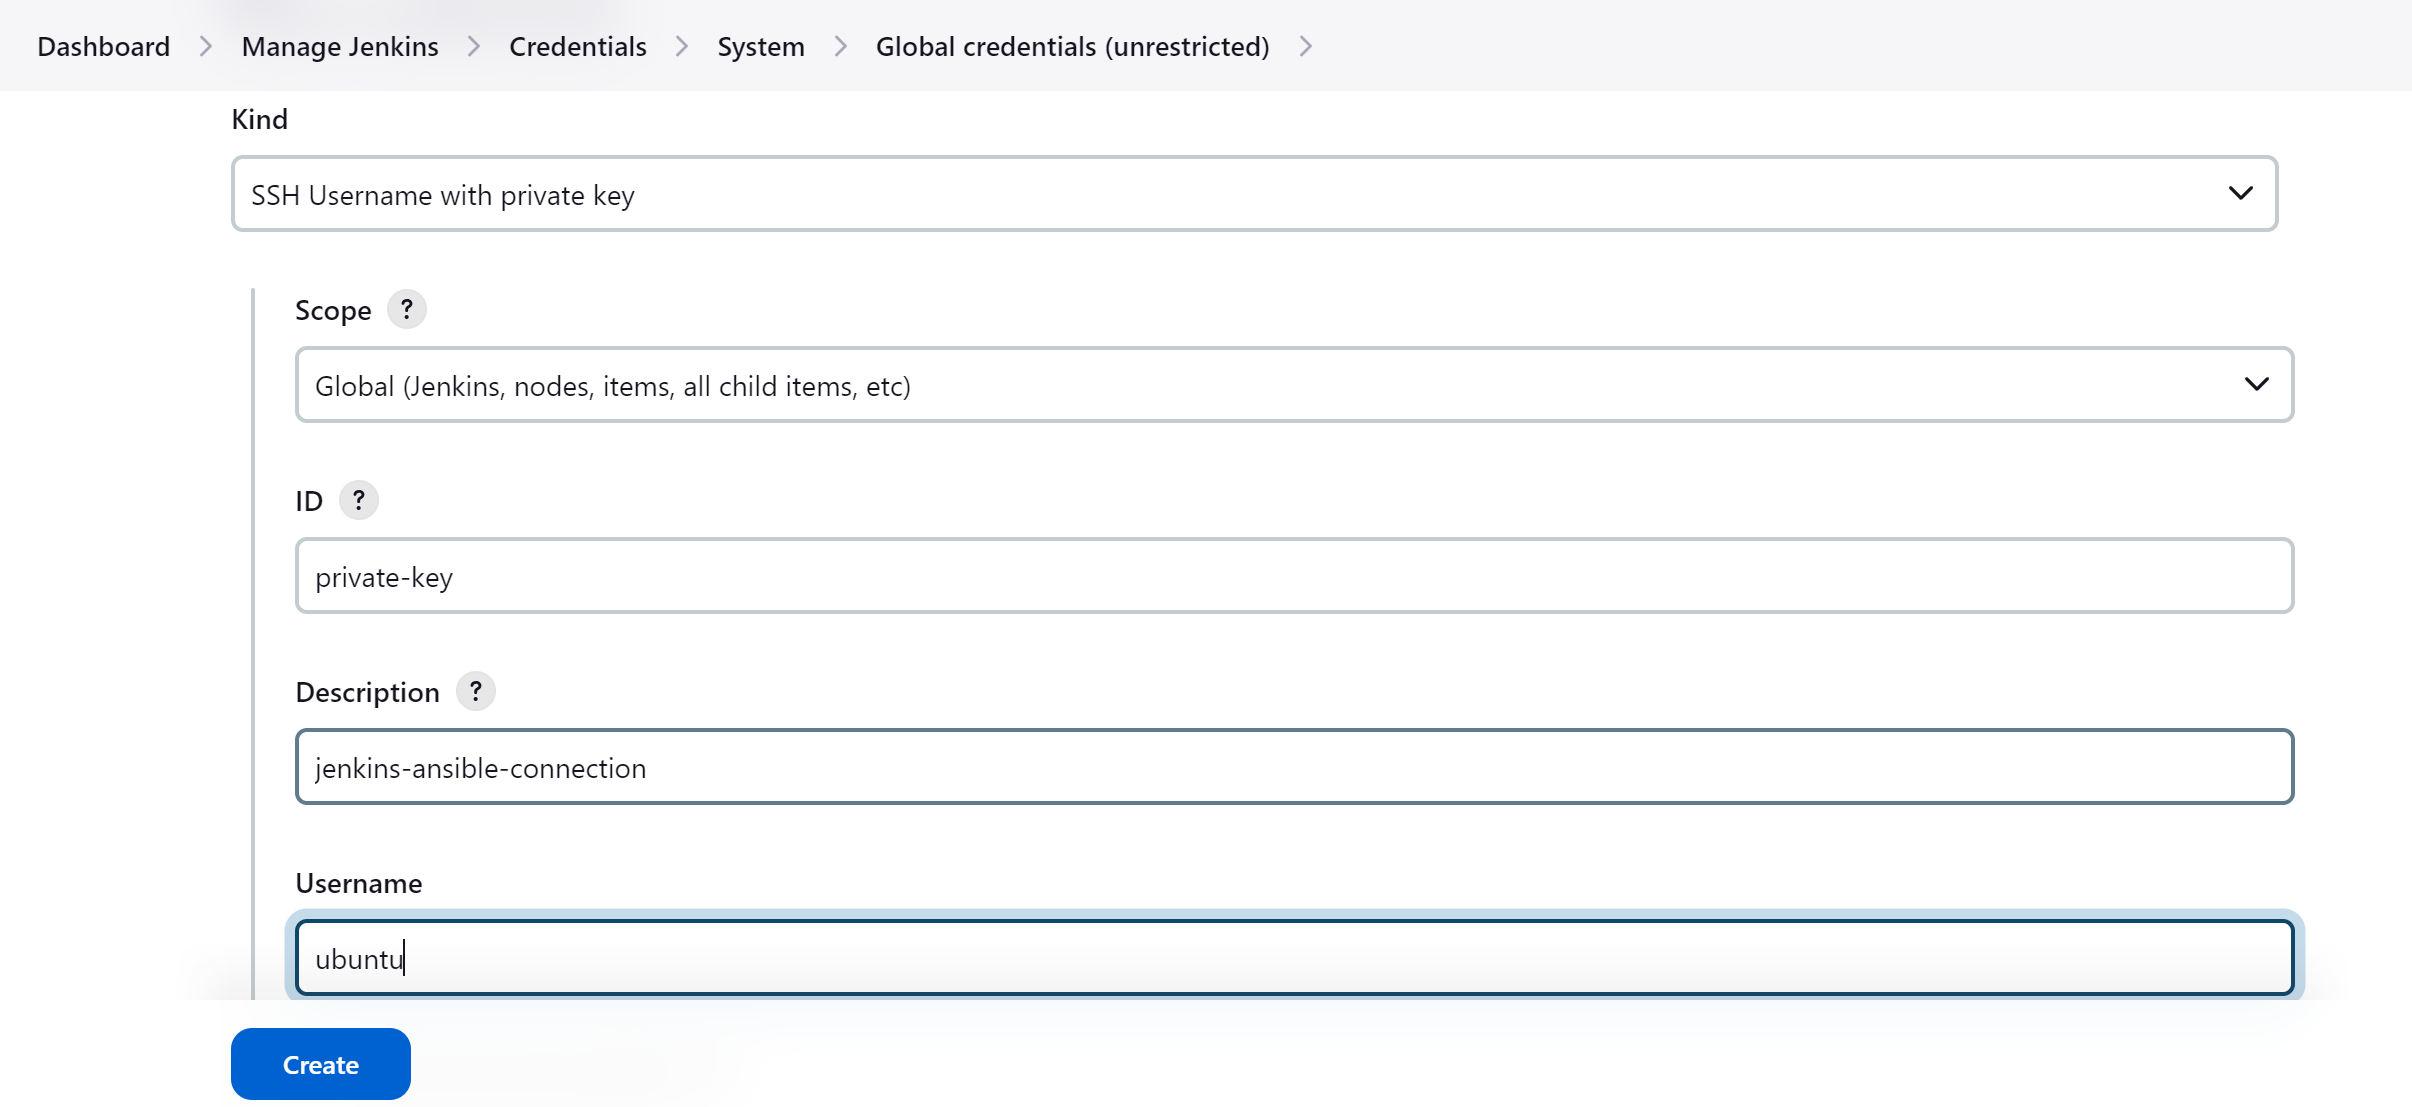 Dashboard > Manage Jenkins > Credentials > System > Global credentials (unrestricted) >
Kind
SSH Username with private key
Scope ?
Global (Jenkins, nodes, items, all child items, etc)
ID ?
private-key
Description ?
jenkins-ansible-connection
Username
ubuntu
Create